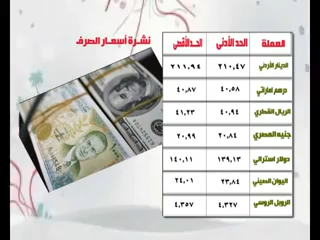 نشرة أسعار الصرف
العملة الحد الأدنى الحد الأقصى
الدينار الأردني ٢١٠,٤٧ ٢١١,٩٤
درهم اماراتي ٤٠,٥٨ ٤٠,٨٧
الريال القطري ٤٠,٩٤ ٤١,٢٣
جنيه المصري ٢٠,٨٤ ٢٠,٩٩
دولار استرالي ١٣٩,١٣ ١٤٠,١١
اليوان الصيني ٢٣,٨٤ ٢٤,٠١
الروبل الروسي ٤,٣٢٧ ٤,٣٥٧